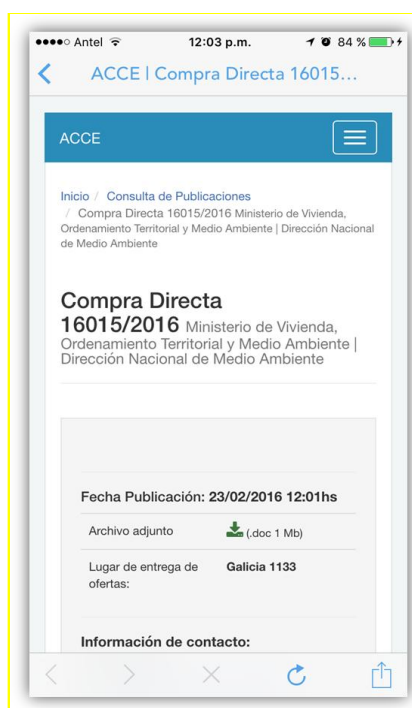 Antel 12:03 p.m. 84 %
ACCE | Compra Directa 16015...
ACCE
Inicio / Consulta de Publicaciones
/ Compra Directa 16015/2016 Ministerio de Vivienda,
Ordenamiento Territorial y Medio Ambiente | Dirección Nacional
de Medio Ambiente
Compra Directa
16015/2016 Ministerio de Vivienda,
Ordenamiento Territorial y Medio Ambiente |
Dirección Nacional de Medio Ambiente
Fecha Publicación: 23/02/2016 12:01hs
Archivo adjunto (.doc 1 Mb)
Lugar de entrega de Galicia 1133
ofertas:
Información de contacto: